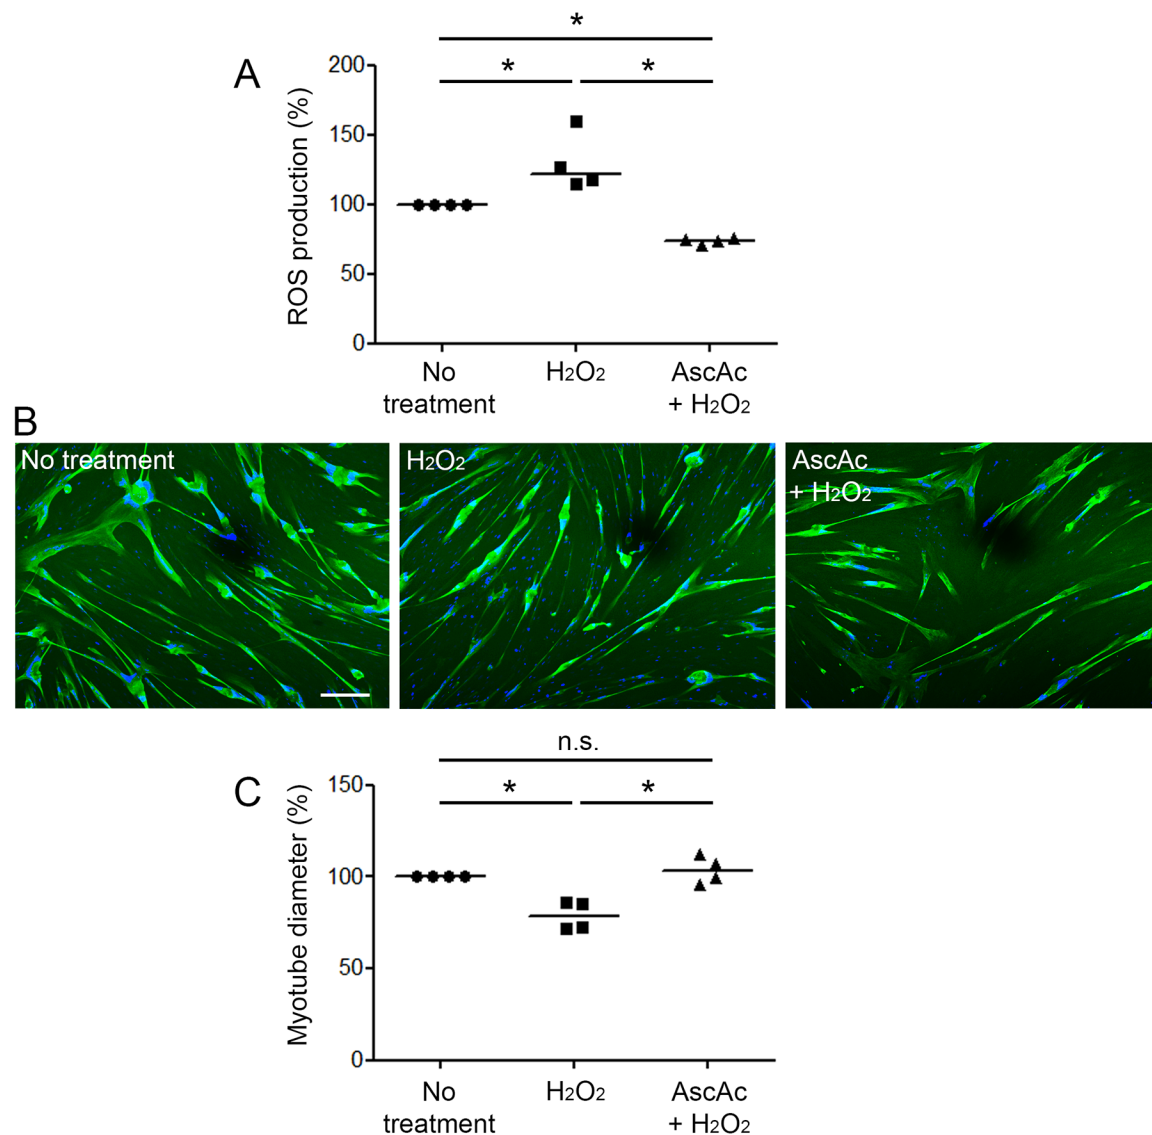 *
A
* *
ROS production (%)
200
150
100
50
0
No
treatment
H2O2
AscAc
+ H2O2
B
No treatment
H2O2
AscAc
+ H2O2
n.s.
C
* *
Myotube diameter (%)
150
100
50
0
No
treatment
H2O2
AscAc
+ H2O2